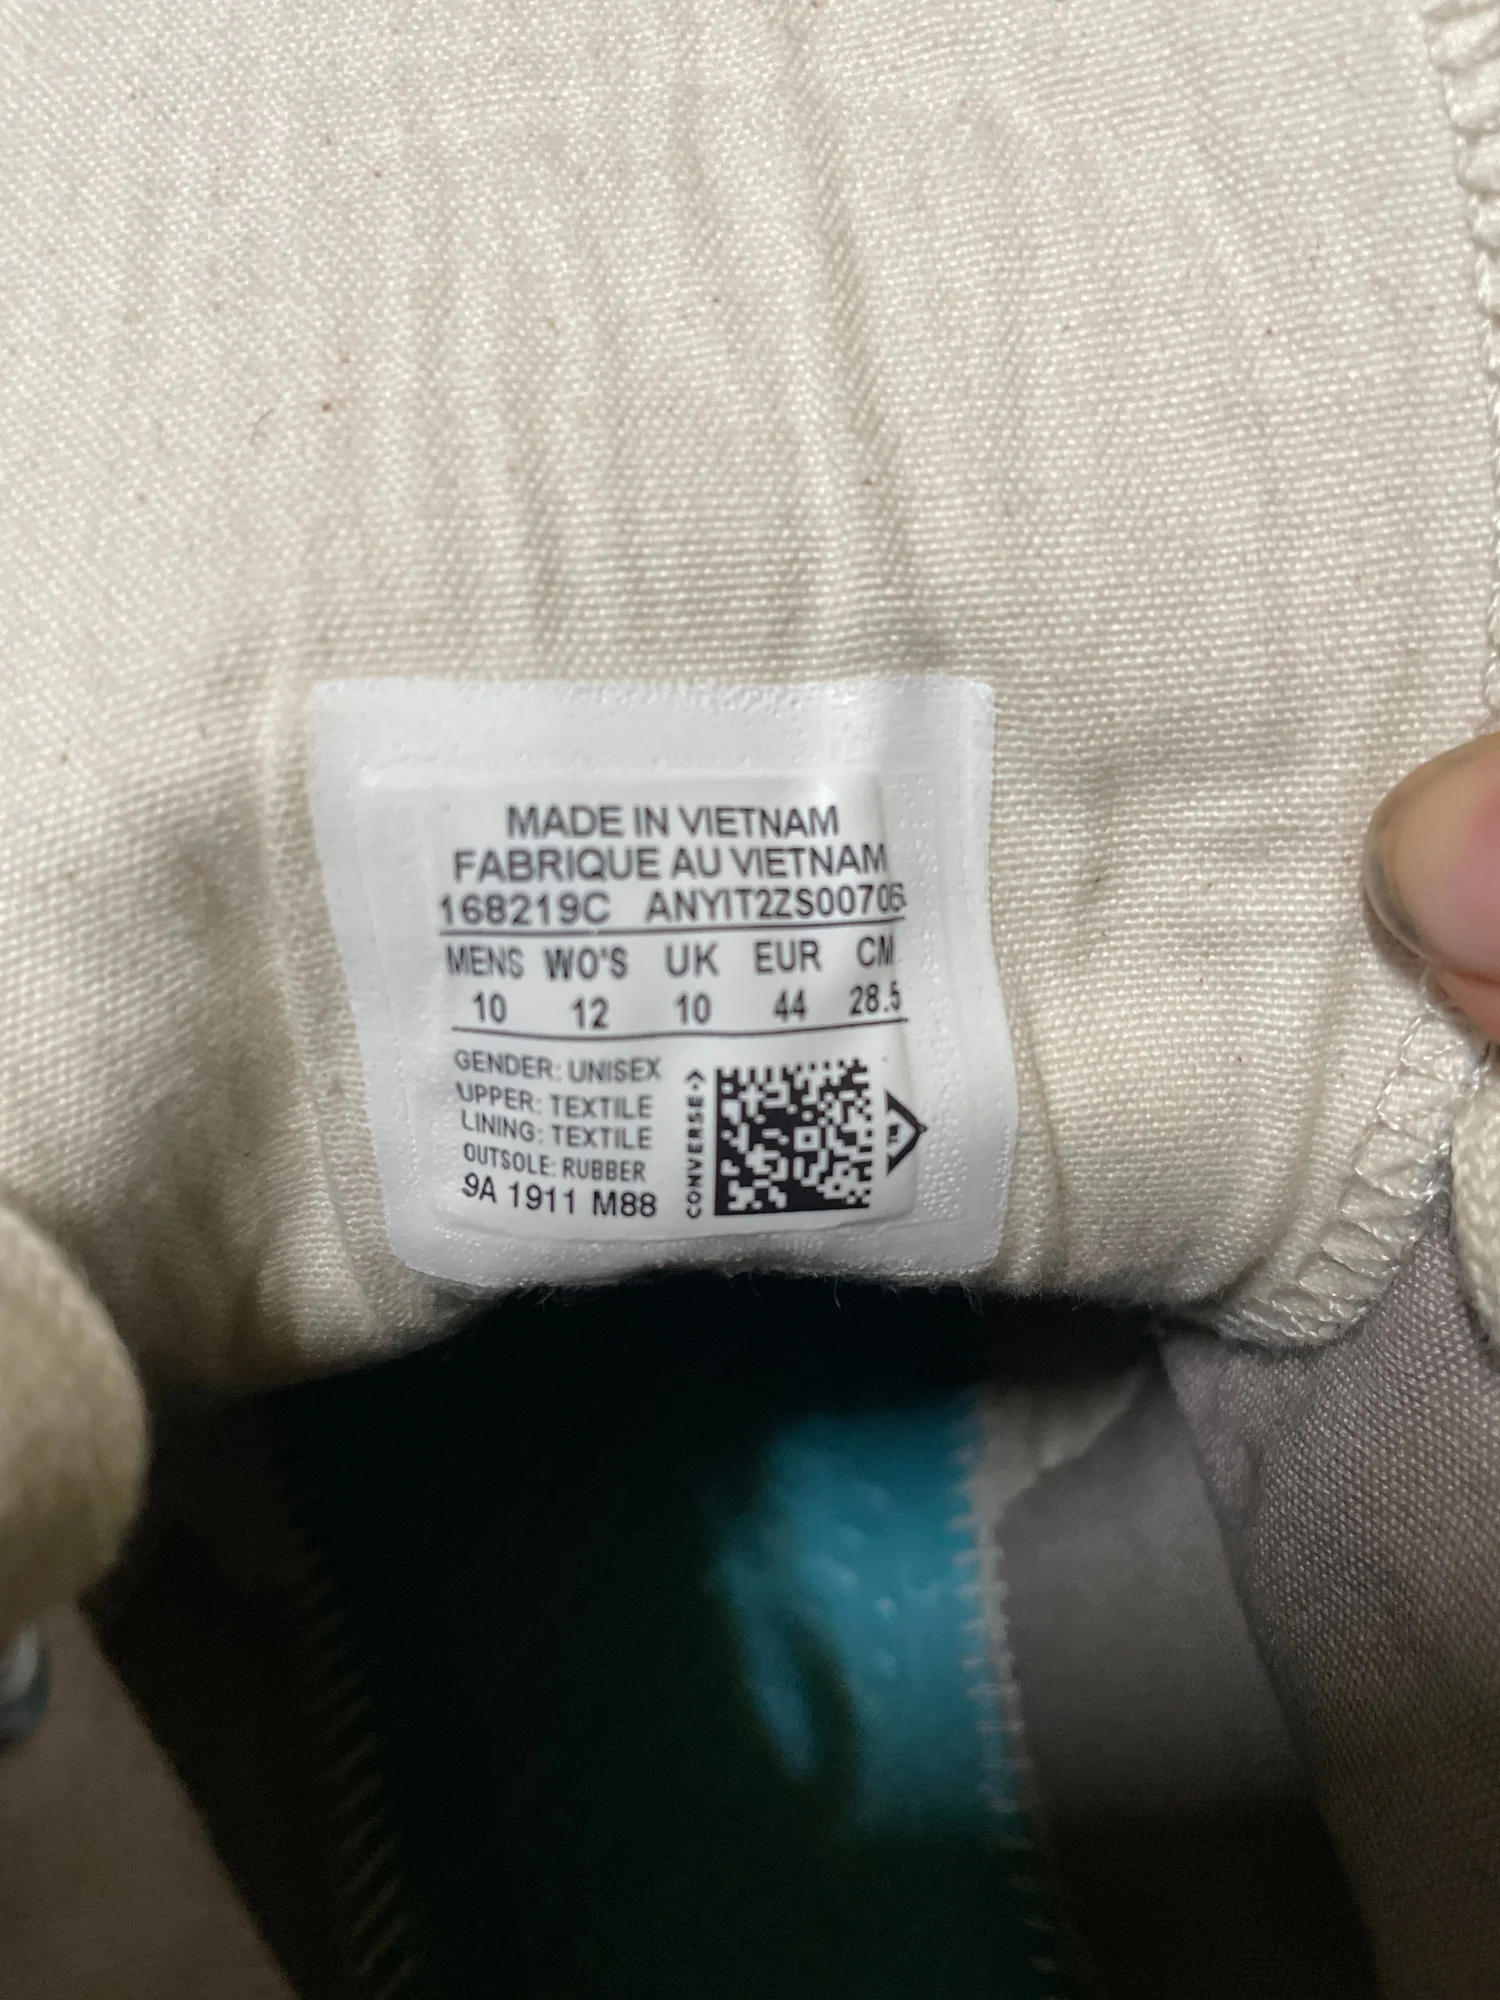 MADE IN VIETNAM
FABRIQUE AU VIETNAM
168219C
MENS WO'S UK EUR CM
10 12 10 44 28.5
GENDER: UNISEX
UPPER: TEXTILE
LINING: TEXTILE
OUTSOLE: RUBBER
9A 1911 M88
CONVERSE